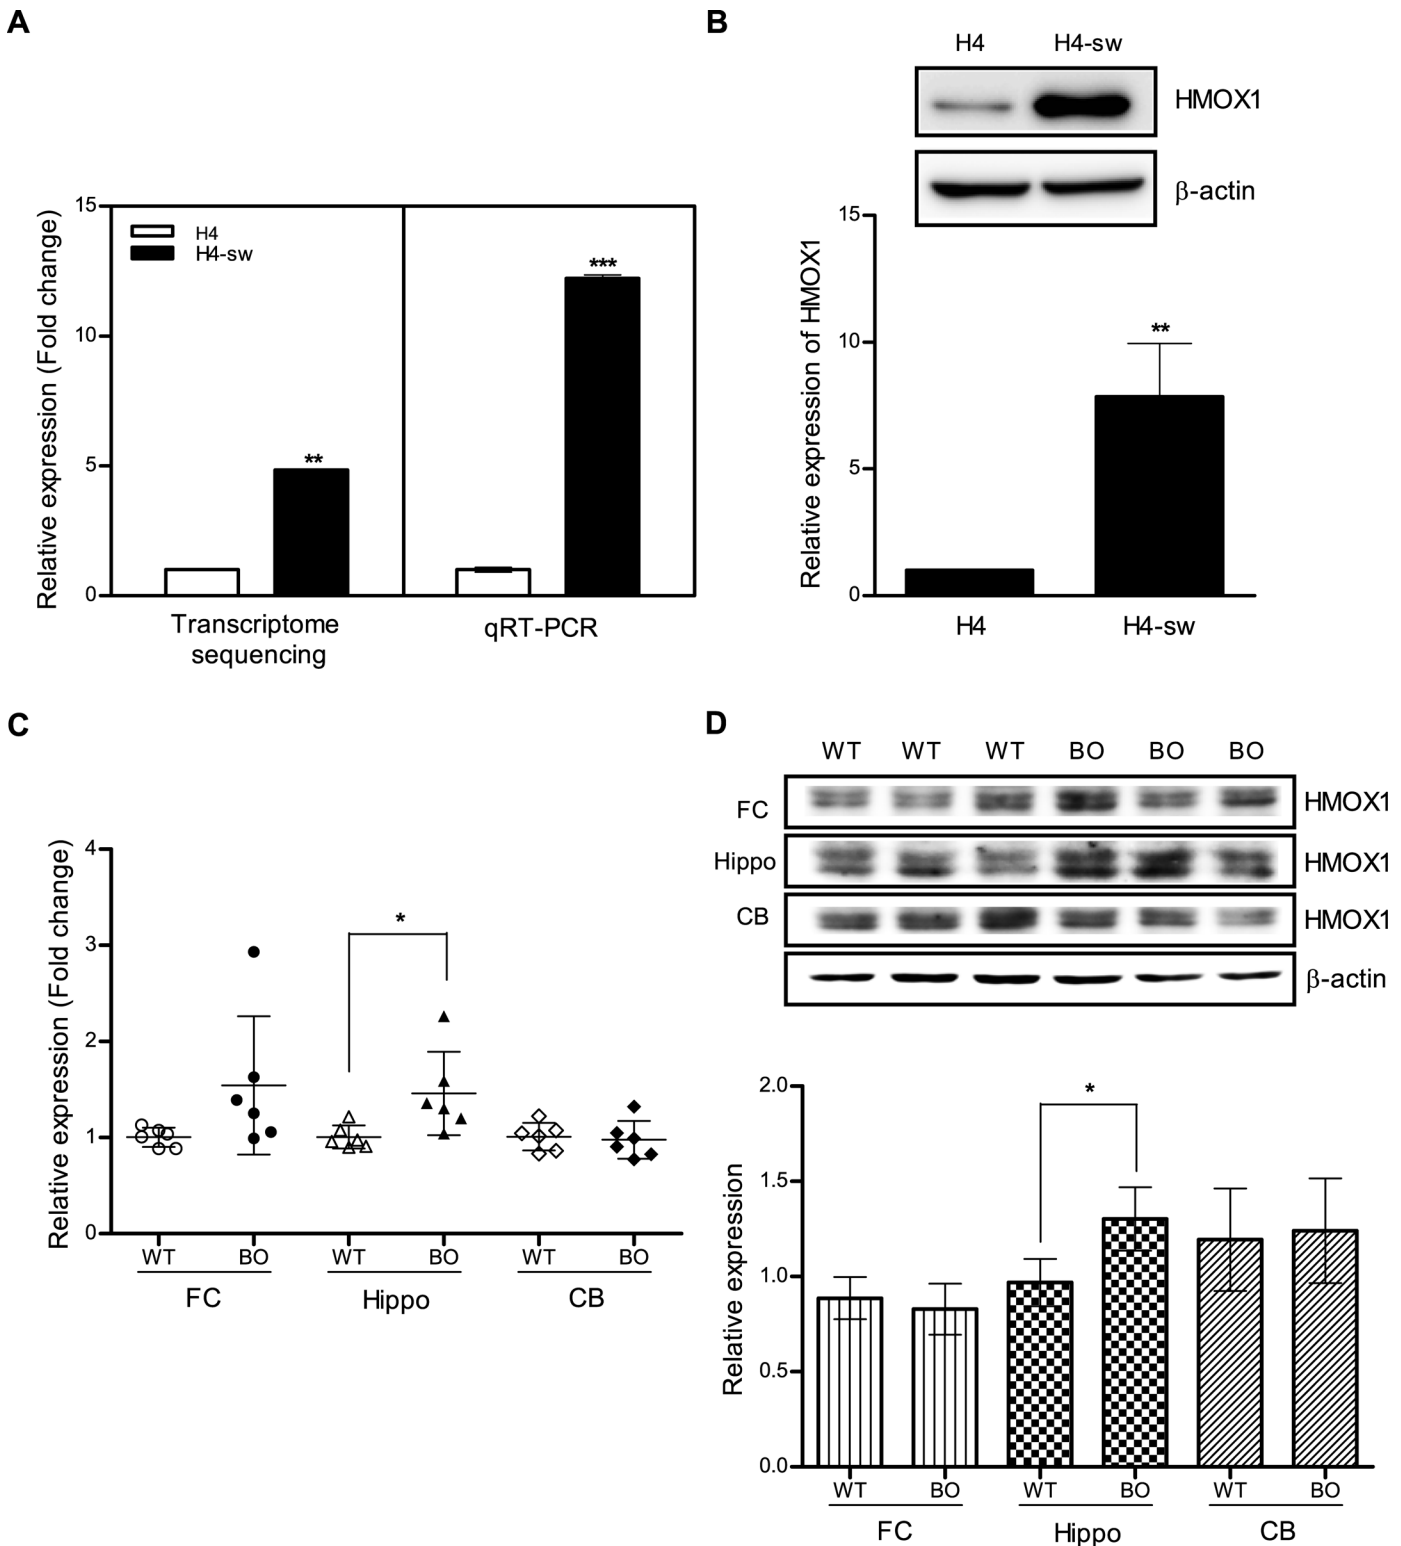 A
Relative expression (Fold change)
15
10
5
0
H4
H4-sw
**
***
Transcriptome
sequencing
qRT-PCR
B
H4 H4-sw
HMOX1
β-actin
Relative expression of HMOX1
15
10
5
0
**
H4 H4-sw
C
Relative expression (Fold change)
4
3
2
1
0
*
WT BO WT BO WT BO
FC Hippo CB
D
WT WT WT BO BO BO
FC HMOX1
Hippo HMOX1
CB HMOX1
β-actin
Relative expression
2.0
1.5
1.0
0.5
0.0
*
WT BO WT BO WT BO
FC Hippo CB